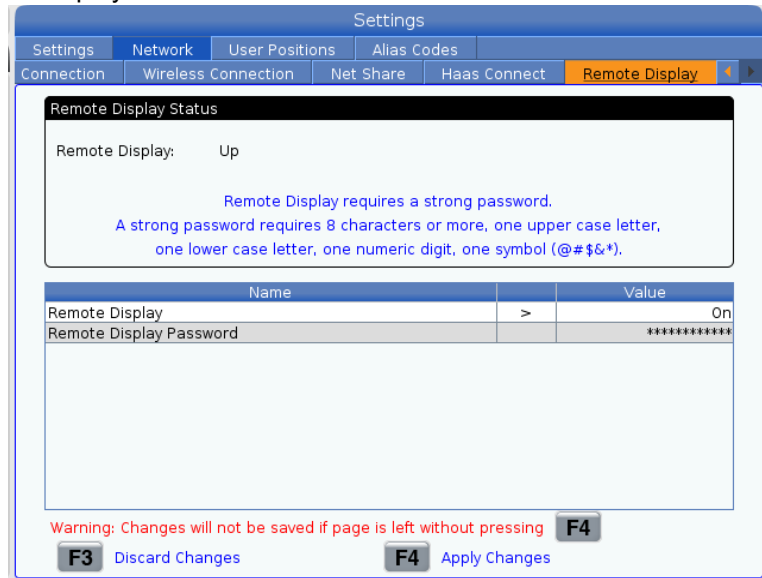 Settings
Settings Network User Positions Alias Codes
Connection Wireless Connection Net Share Haas Connect Remote Display
Remote Display Status
Remote Display: Up
Remote Display requires a strong password.
A strong password requires 8 characters or more, one upper case letter,
one lower case letter, one numeric digit, one symbol (@#$&*).
Name Value
Remote Display > On
Remote Display Password ************
Warning: Changes will not be saved if page is left without pressing F4
F3 Discard Changes F4 Apply Changes